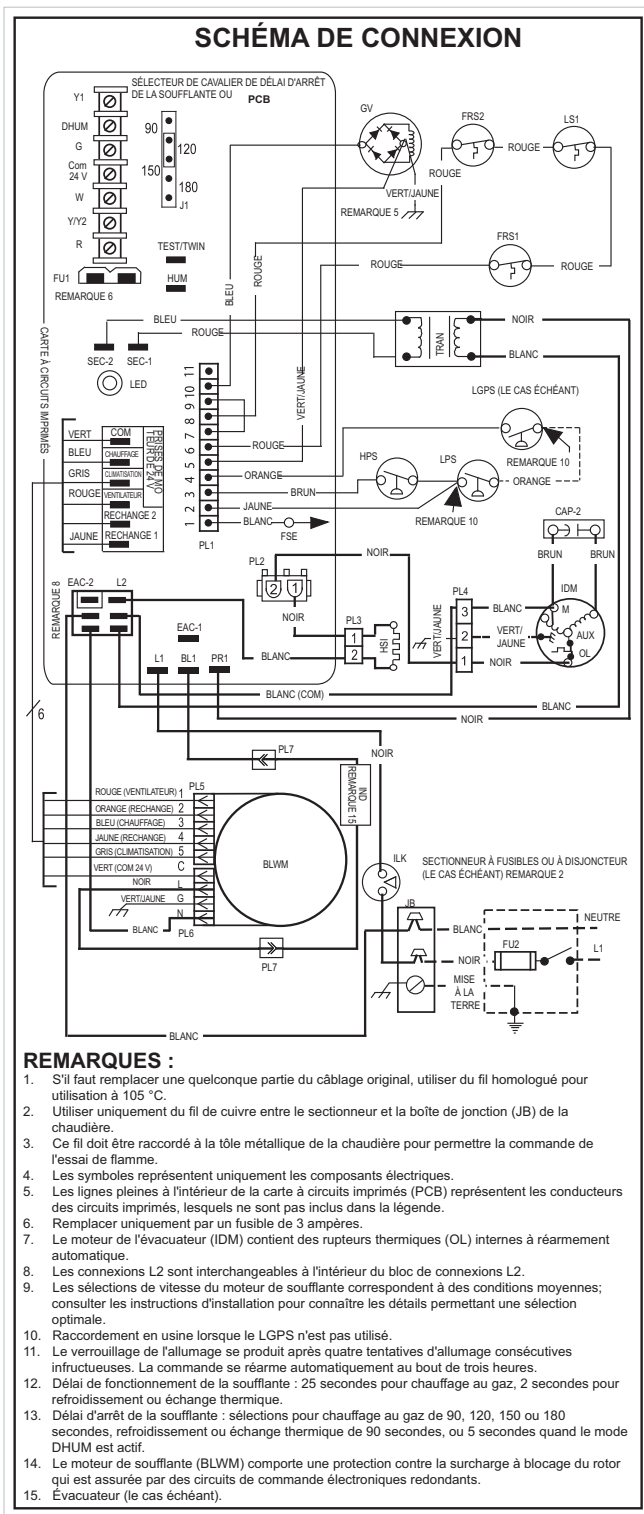 SCHÉMA DE CONNEXION
SÉLECTEUR DE CAVALIER DE DÉLAI D'ARRÊT
DE LA SOUFFLANTE OU
PCB
Y1
DHUM
G
Com
24 V
W
Y/Y2
R
FU1
REMARQUE 6
90
120
150
180
J1
TEST/TWIN
HUM
GV
VERT/JAUNE
REMARQUE 5
FRS2
LS1
ROUGE
ROUGE
FRS1
ROUGE
ROUGE
BLEU
ROUGE
VERT/JAUNE
BLEU
ROUGE
SEC-2
SEC-1
LED
TRAN
NOIR
BLANC
CARTE À CIRCUITS IMPRIMÉS
VERT
BLEU
GRIS
ROUGE
JAUNE
COM
CHAUFFAGE
CLIMATISATION
VENTILATEUR
RECHANGE 2
RECHANGE 1
PRISES DE MO
TEUR DE 24 V
11
10
9
8
7
6
5
4
3
2
1
PL1
ROUGE
ORANGE
BRUN
JAUNE
BLANC
FSE
LGPS (LE CAS ÉCHÉANT)
REMARQUE 10
HPS
LPS
ORANGE
REMARQUE 10
CAP-2
BRUN
BRUN
REMARQUE 8
EAC-2
L2
EAC-1
L1
BL1
PR1
PL2
2
1
NOIR
NOIR
PL3
1
2
HSI
BLANC
VERT/JAUNE
PL4
3
2
1
BLANC
VERT/
JAUNE
NOIR
IDM
M
AUX
OL
BLANC (COM)
BLANC
NOIR
6
PL7
NOIR
IND
REMARQUE 15
ROUGE (VENTILATEUR)
1
PL5
ORANGE (RECHANGE)
2
BLEU (CHAUFFAGE)
3
JAUNE (RECHANGE)
4
GRIS (CLIMATISATION)
5
VERT (COM 24 V)
C
NOIR
L
VERT/JAUNE
G
BLANC
N
PL6
BLWM
PL7
BLANC
ILK
SECTIONNEUR À FUSIBLES OU À DISJONCTEUR
(LE CAS ÉCHÉANT) REMARQUE 2
JB
BLANC
NEUTRE
NOIR
FU2
L1
MISE
À LA
TERRE
REMARQUES :
1. S'il faut remplacer une quelconque partie du câblage original, utiliser du fil homologué pour
utilisation à 105 °C.
2. Utiliser uniquement du fil de cuivre entre le sectionneur et la boîte de jonction (JB) de la
chaudière.
3. Ce fil doit être raccordé à la tôle métallique de la chaudière pour permettre la commande de
l'essai de flamme.
4. Les symboles représentent uniquement les composants électriques.
5. Les lignes pleines à l'intérieur de la carte à circuits imprimés (PCB) représentent les conducteurs
des circuits imprimés, lesquels ne sont pas inclus dans la légende.
6. Remplacer uniquement par un fusible de 3 ampères.
7. Le moteur de l'évacuateur (IDM) contient des rupteurs thermiques (OL) internes à réarmement
automatique.
8. Les connexions L2 sont interchangeables à l'intérieur du bloc de connexions L2.
9. Les sélections de vitesse du moteur de soufflante correspondent à des conditions moyennes;
consulter les instructions d'installation pour connaître les détails permettant une sélection
optimale.
10. Raccordement en usine lorsque le LGPS n'est pas utilisé.
11. Le verrouillage de l'allumage se produit après quatre tentatives d'allumage consécutives
infructueuses. La commande se réarme automatiquement au bout de trois heures.
12. Délai de fonctionnement de la soufflante : 25 secondes pour chauffage au gaz, 2 secondes pour
refroidissement ou échange thermique.
13. Délai d'arrêt de la soufflante : sélections pour chauffage au gaz de 90, 120, 150 ou 180
secondes, refroidissement ou échange thermique de 90 secondes, ou 5 secondes quand le mode
DHUM est actif.
14. Le moteur de soufflante (BLWM) comporte une protection contre la surcharge à blocage du rotor
qui est assurée par des circuits de commande électroniques redondants.
15. Évacuateur (le cas échéant).